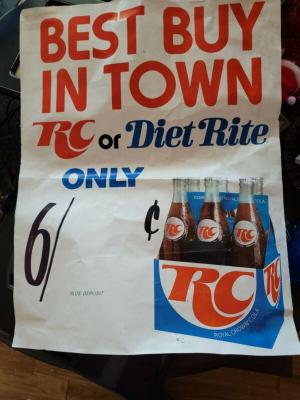 BEST BUY
IN TOWN
RC or Diet Rite
ONLY
6/ ¢
PLUS DEPOSIT
RC RC RC
RC
ROYAL CROWN COLA